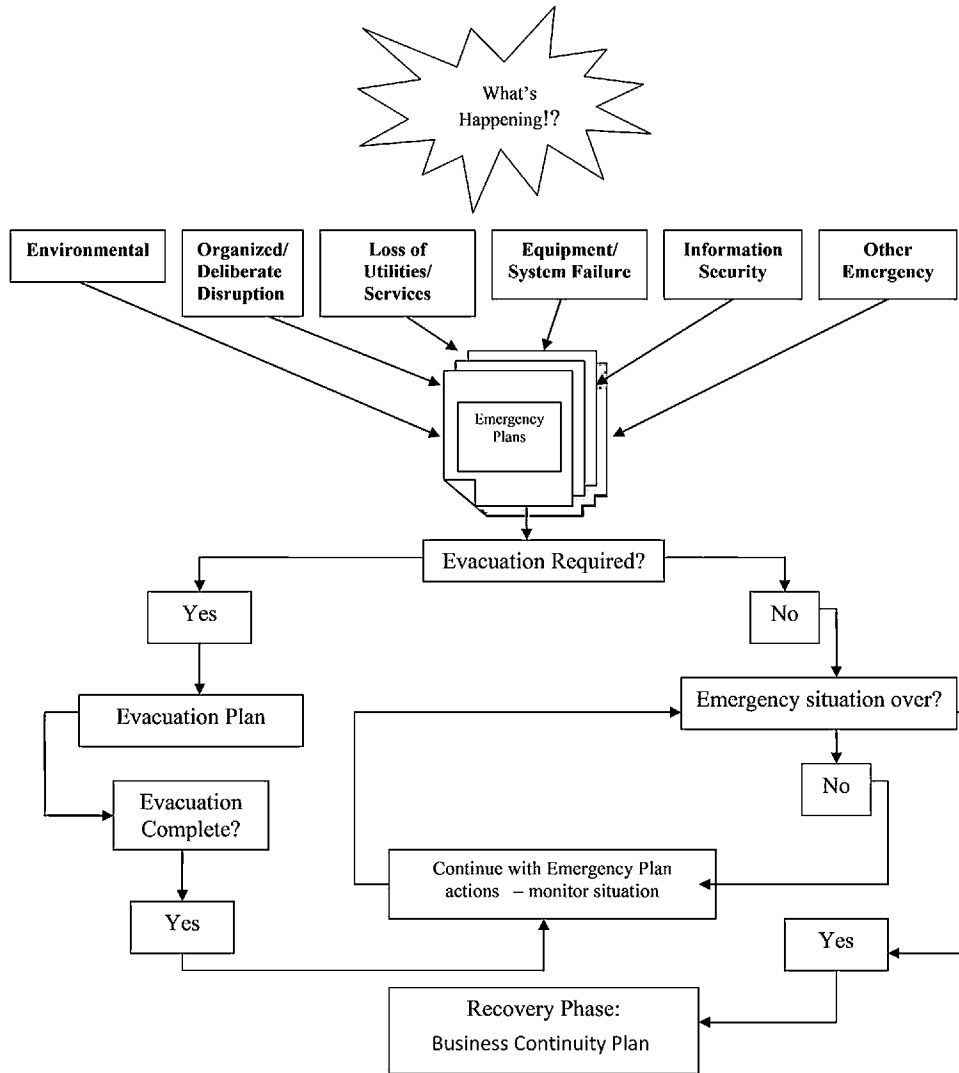 What's
Happening!?
Environmental
Organized/
Deliberate
Disruption
Loss of
Utilities/
Services
Equipment/
System Failure
Information
Security
Other
Emergency
Emergency
Plans
Evacuation Required?
Yes
No
Evacuation Plan
Emergency situation over?
No
Evacuation
Complete?
Continue with Emergency Plan
actions – monitor situation
Yes
Yes
Recovery Phase:
Business Continuity Plan